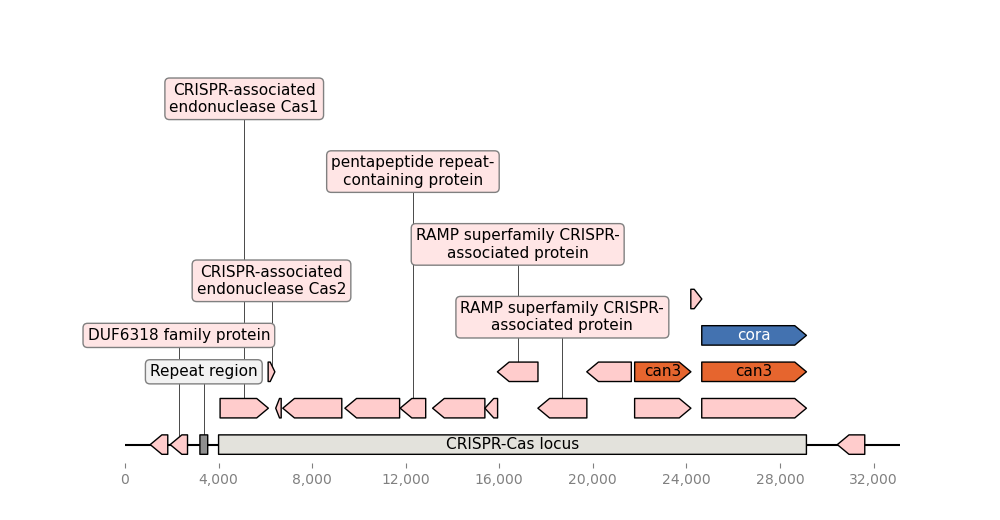 CRISPR-associated
endonuclease Cas1
pentapeptide repeat-
containing protein
RAMP superfamily CRISPR-
associated protein
CRISPR-associated
endonuclease Cas2
RAMP superfamily CRISPR-
associated protein
DUF6318 family protein
cora
Repeat region
can3
can3
CRISPR-Cas locus
0
4,000
8,000
12,000
16,000
20,000
24,000
28,000
32,000